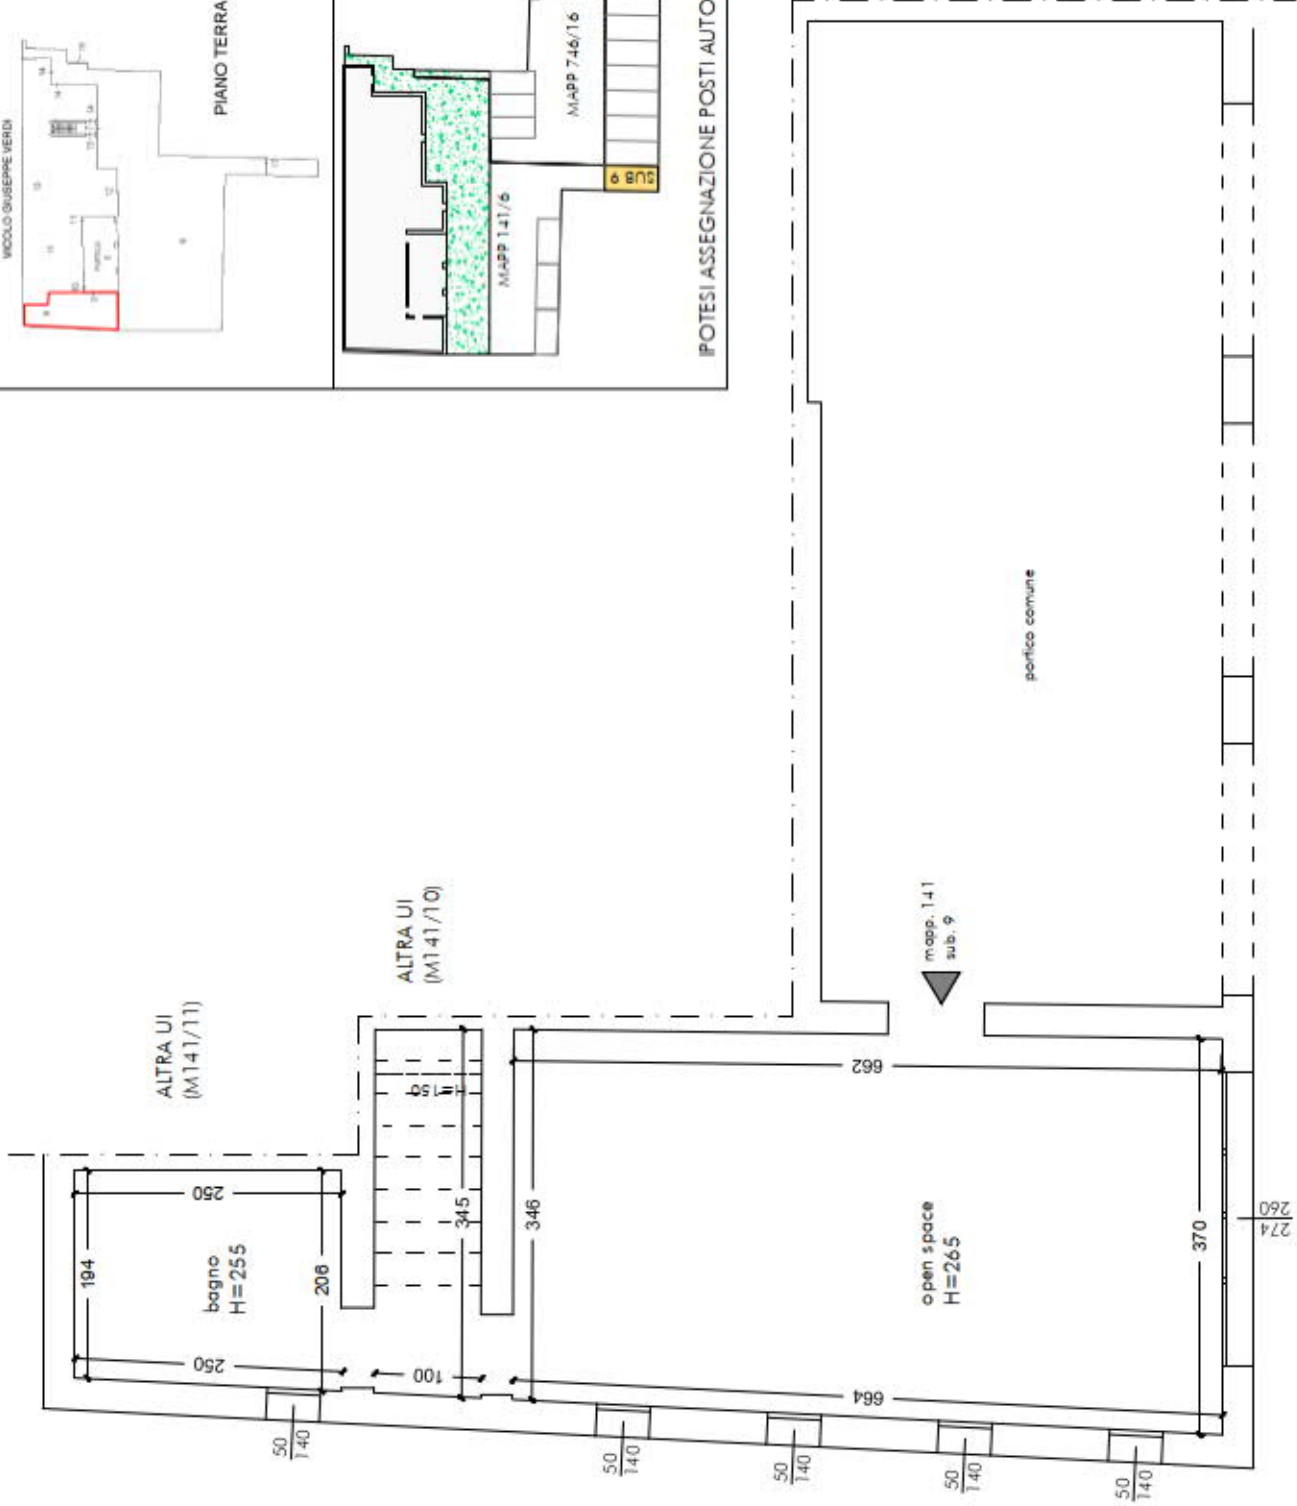 VICOLO GIUSEPPE VERDI
PIANO TERRA
MAPP 746/16
MAPP 141/6
SUB 9
IPOTESI ASSEGNAZIONE POSTI AUTO
ALTRA UI
(M141/11)
ALTRA UI
(M141/10)
portico comune
mapp. 141
sub. 9
H=150
bagno
H=255
194
250
206
250
100
345
346
662
664
open space
H=265
370
260
274
50
140
50
140
50
140
50
140
50
140